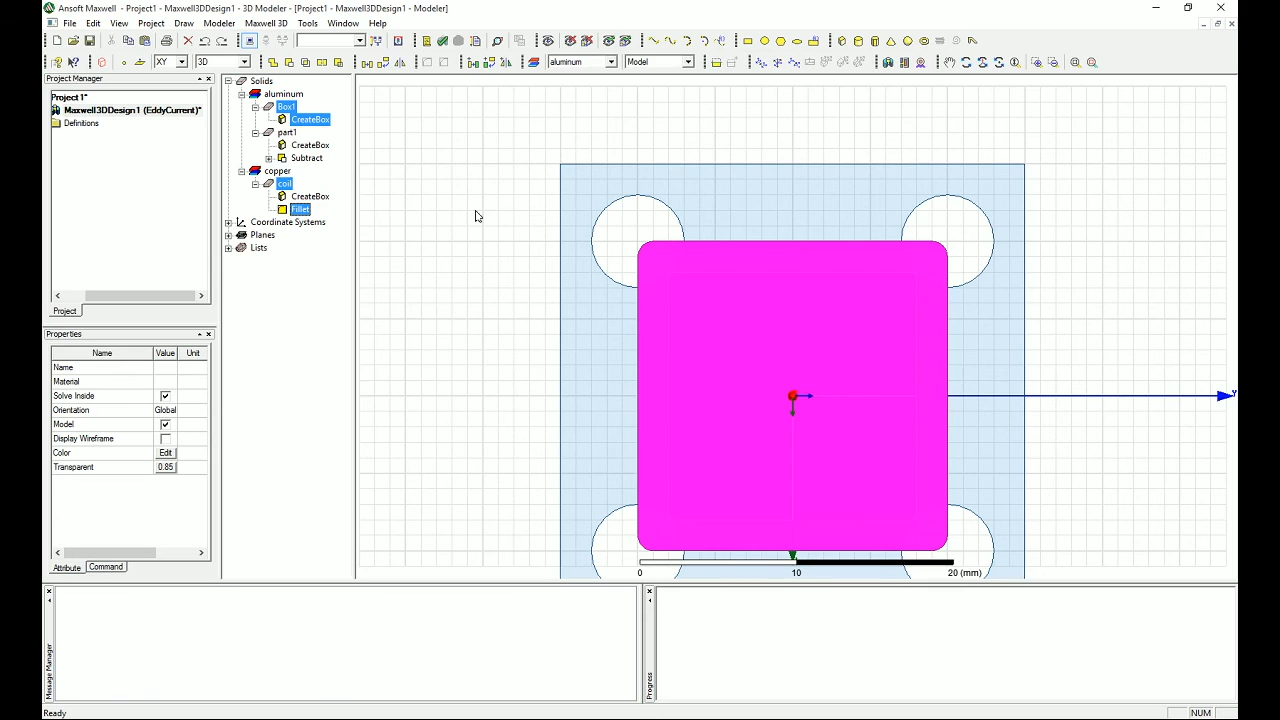 Ansoft Maxwell - Project1 - Maxwell3DDesign1 - 3D Modeler - [Project1 - Maxwell3DDesign1 - Modeler]
File Edit View Project Draw Modeler Maxwell 3D Tools Window Help
XY 3D aluminum Model
Project Manager
Project1*
Maxwell3DDesign1 (EddyCurrent)*
Definitions
Project
Properties
Name Value Unit
Name
Material
Solve Inside
Orientation Global
Model
Display Wireframe
Color Edit
Transparent 0.85
Attribute Command
Solids
aluminum
Box1
CreateBox
part1
CreateBox
Subtract
copper
coil
CreateBox
Fillet
Coordinate Systems
Planes
Lists
Y
0 10 20 (mm)
Message Manager
Progress
Ready NUM